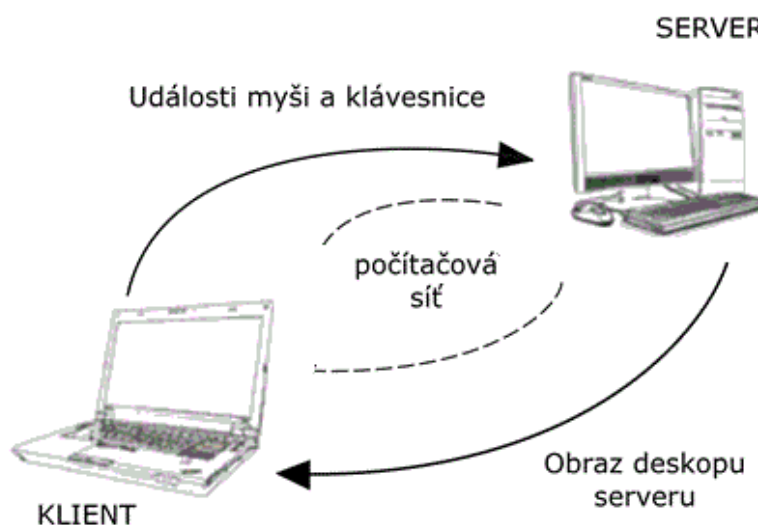 SERVER
Události myši a klávesnice
počítačová
síť
Obraz deskopu
serveru
KLIENT